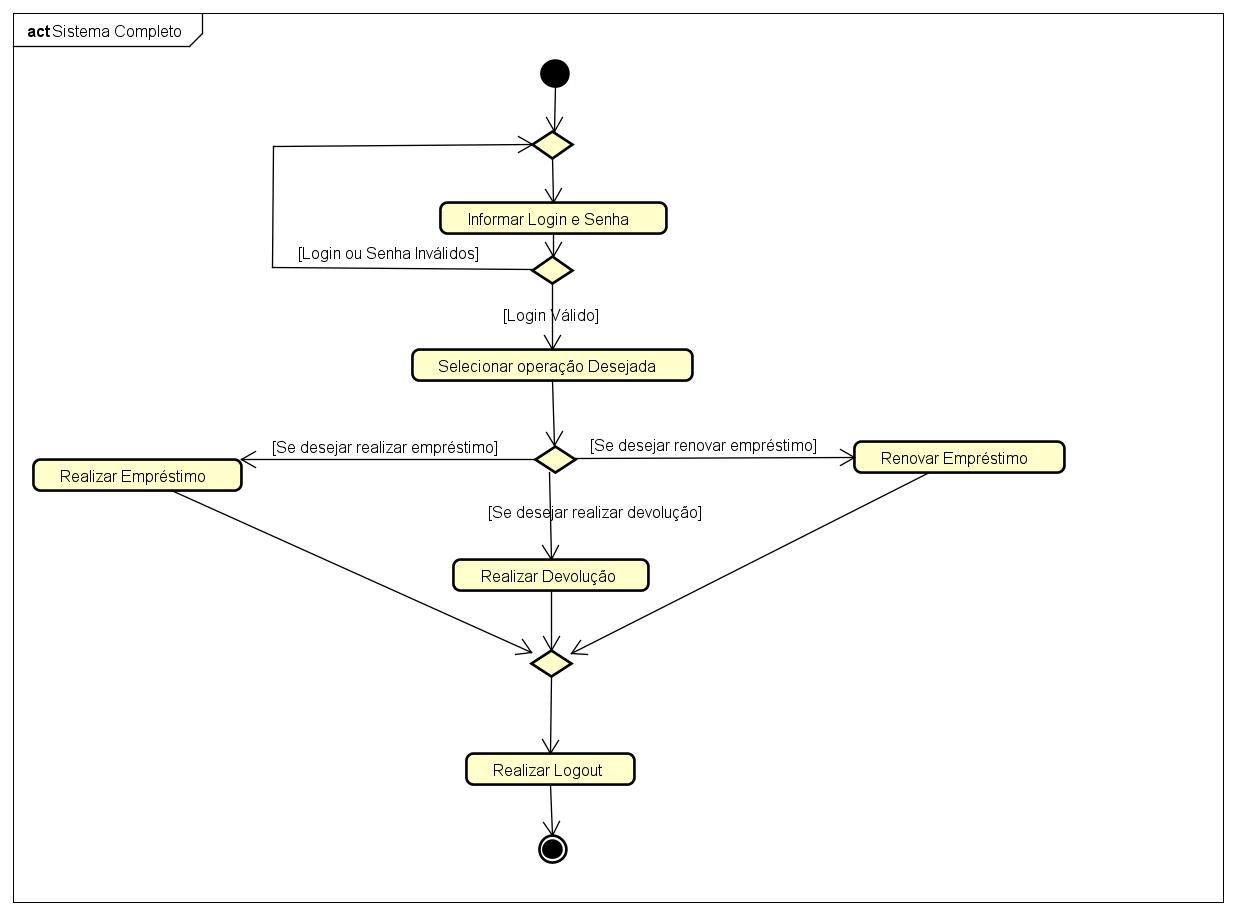 act Sistema Completo
Informar Login e Senha
[Login ou Senha Inválidos]
[Login Válido]
Selecionar operação Desejada
[Se desejar realizar empréstimo]
[Se desejar renovar empréstimo]
Realizar Empréstimo
Renovar Empréstimo
[Se desejar realizar devolução]
Realizar Devolução
Realizar Logout